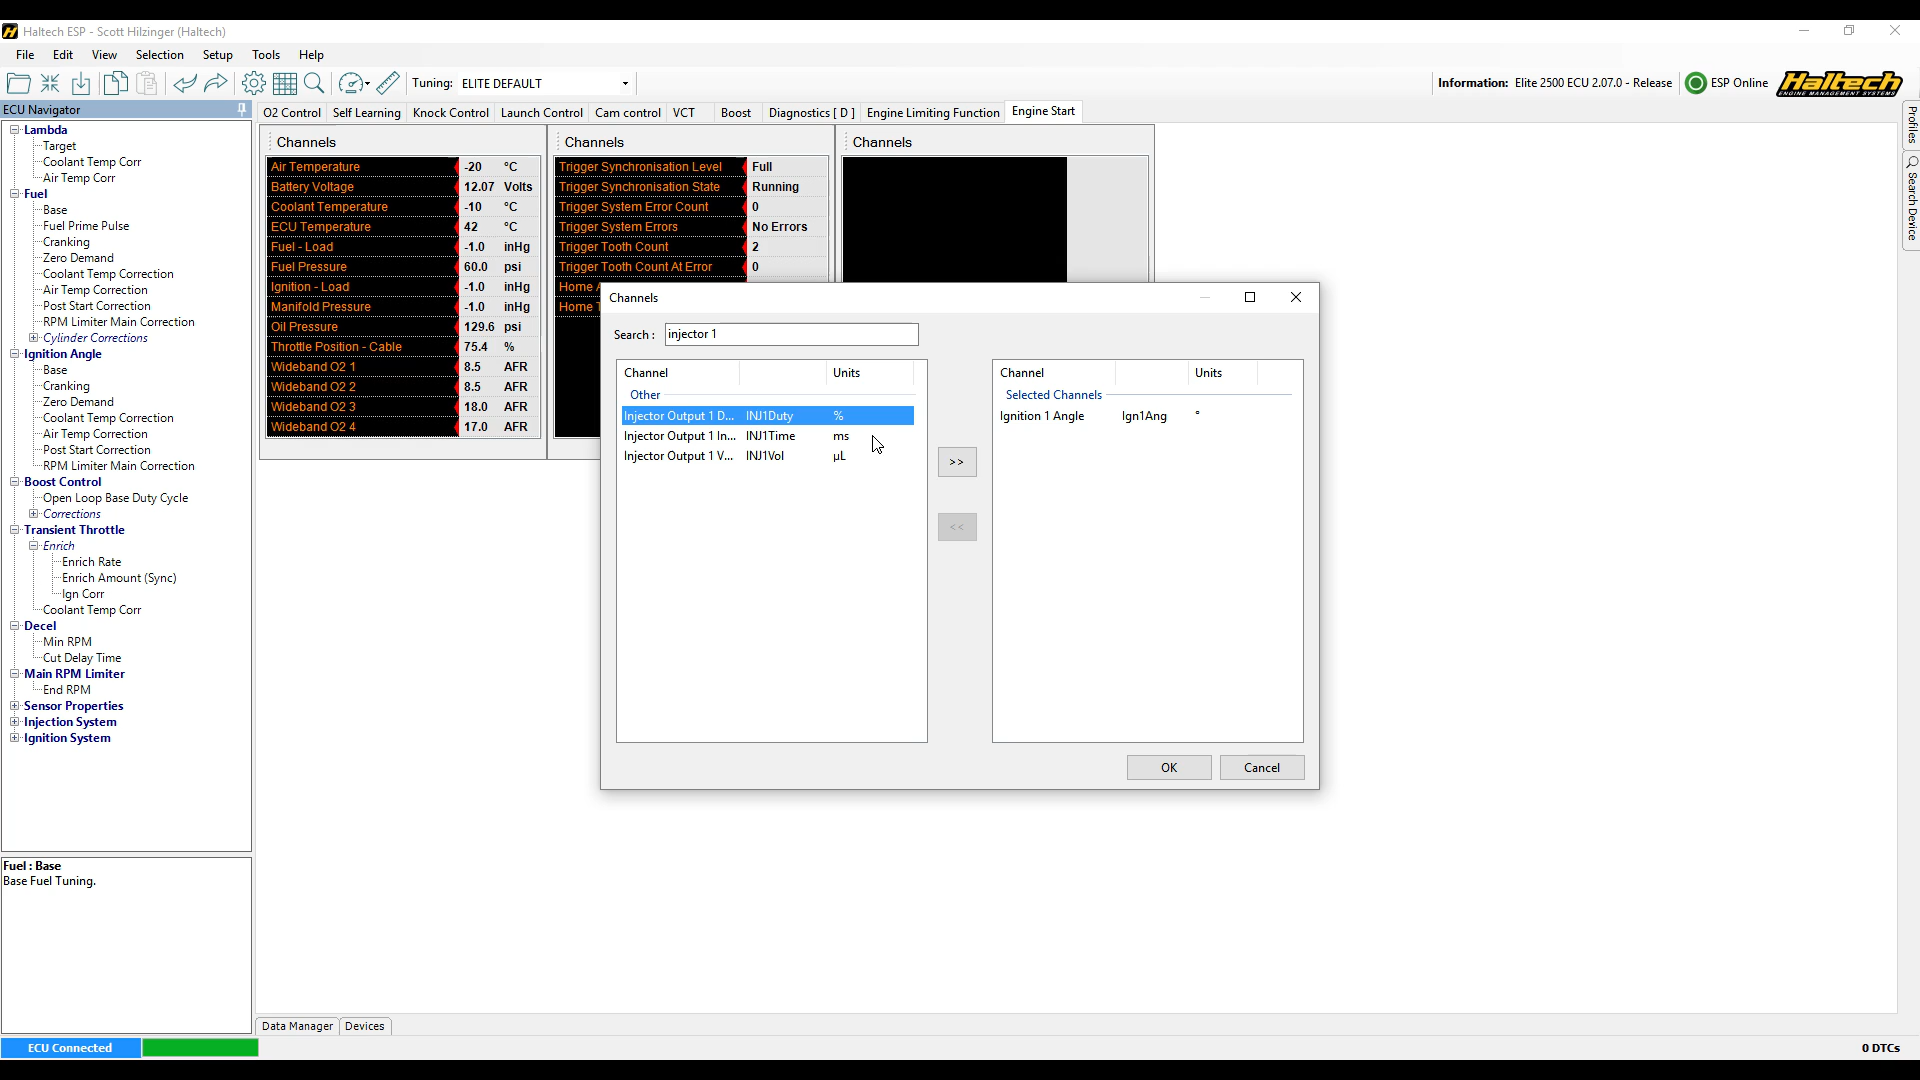 Haltech ESP - Scott Hilzinger (Haltech)
File Edit View Selection Setup Tools Help
Tuning: ELITE DEFAULT
Information: Elite 2500 ECU 2.07.0 - Release
ESP Online
Haltech
ENGINE MANAGEMENT SYSTEMS
ECU Navigator
O2 Control Self Learning Knock Control Launch Control Cam control VCT Boost Diagnostics [ D ] Engine Limiting Function Engine Start
Profiles
Search Device
Lambda
Target
Coolant Temp Corr
Air Temp Corr
Fuel
Base
Fuel Prime Pulse
Cranking
Zero Demand
Coolant Temp Correction
Air Temp Correction
Post Start Correction
RPM Limiter Main Correction
Cylinder Corrections
Ignition Angle
Base
Cranking
Zero Demand
Coolant Temp Correction
Air Temp Correction
Post Start Correction
RPM Limiter Main Correction
Boost Control
Open Loop Base Duty Cycle
Corrections
Transient Throttle
Enrich
Enrich Rate
Enrich Amount (Sync)
Ign Corr
Coolant Temp Corr
Decel
Min RPM
Cut Delay Time
Main RPM Limiter
End RPM
Sensor Properties
Injection System
Ignition System
Fuel : Base
Base Fuel Tuning.
Channels
Air Temperature -20 °C
Battery Voltage 12.07 Volts
Coolant Temperature -10 °C
ECU Temperature 42 °C
Fuel - Load -1.0 inHg
Fuel Pressure 60.0 psi
Ignition - Load -1.0 inHg
Manifold Pressure -1.0 inHg
Oil Pressure 129.6 psi
Throttle Position - Cable 75.4 %
Wideband O2 1 8.5 AFR
Wideband O2 2 8.5 AFR
Wideband O2 3 18.0 AFR
Wideband O2 4 17.0 AFR
Channels
Trigger Synchronisation Level Full
Trigger Synchronisation State Running
Trigger System Error Count 0
Trigger System Errors No Errors
Trigger Tooth Count 2
Trigger Tooth Count At Error 0
Home
Home
Channels
Channels
Search : injector 1
Channel Units
Other
Injector Output 1 D... INJ1Duty %
Injector Output 1 In... INJ1Time ms
Injector Output 1 V... INJ1Vol µL
>>
<<
Channel Units
Selected Channels
Ignition 1 Angle Ign1Ang °
OK Cancel
Data Manager Devices
ECU Connected
0 DTCs